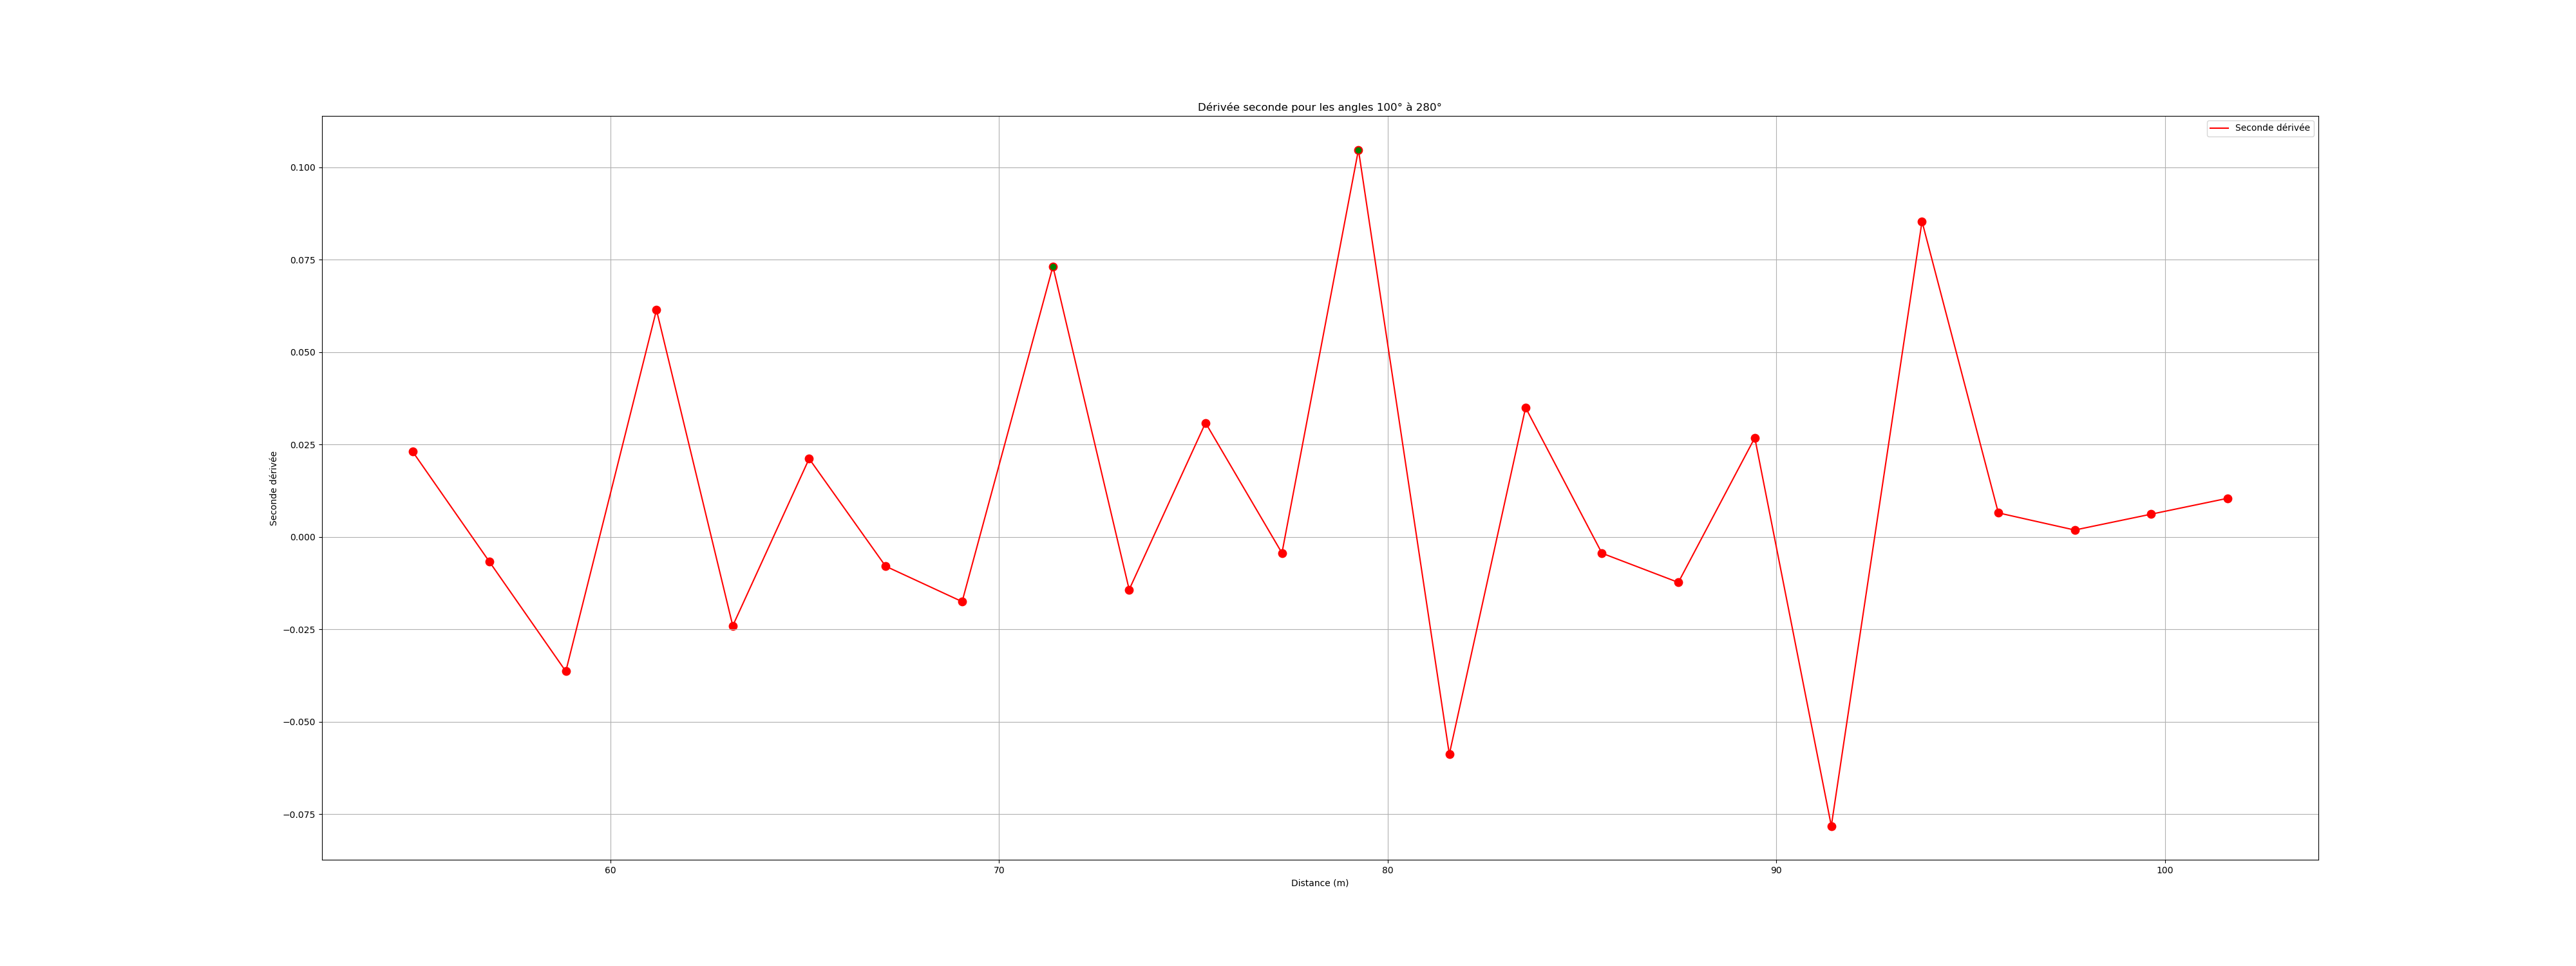 Dérivée seconde pour les angles 100° à 280°
Seconde dérivée
0.100
0.075
0.050
0.025
0.000
−0.025
−0.050
−0.075
Seconde dérivée
60 70 80 90 100
Distance (m)